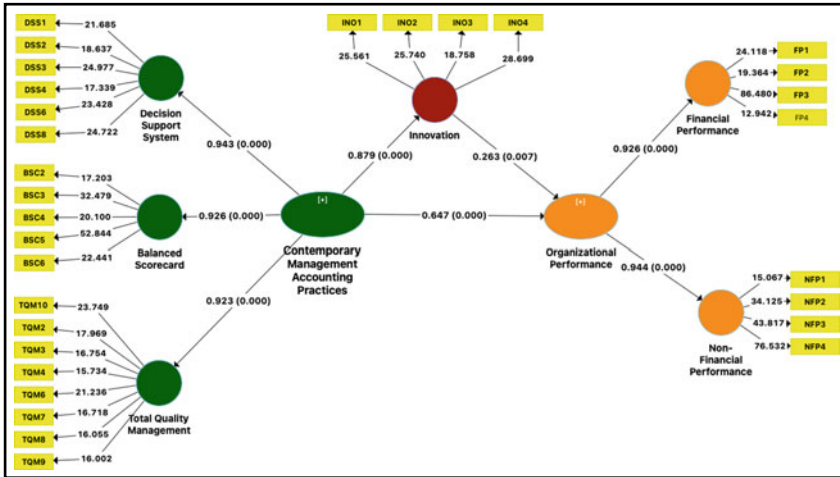 DSS1
DSS2
DSS3
DSS4
DSS6
DSS8
21.685
18.637
24.977
17.339
23.428
24.722
Decision
Support
System
INO1
INO2
INO3
INO4
25.561
25.740
18.758
28.699
Innovation
FP1
FP2
FP3
FP4
24.118
19.364
86.480
12.942
Financial
Performance
0.943 (0.000)
0.879 (0.000)
0.263 (0.007)
0.926 (0.000)
BSC2
BSC3
BSC4
BSC5
BSC6
17.203
32.479
20.100
52.844
22.441
Balanced
Scorecard
0.926 (0.000)
[+]
Contemporary
Management
Accounting
Practices
0.647 (0.000)
[+]
Organizational
Performance
0.944 (0.000)
0.923 (0.000)
TQM10
TQM2
TQM3
TQM4
TQM6
TQM7
TQM8
TQM9
23.749
17.969
16.754
15.734
21.236
16.718
16.055
16.002
Total Quality
Management
NFP1
NFP2
NFP3
NFP4
15.067
34.125
43.817
76.532
Non-
Financial
Performance